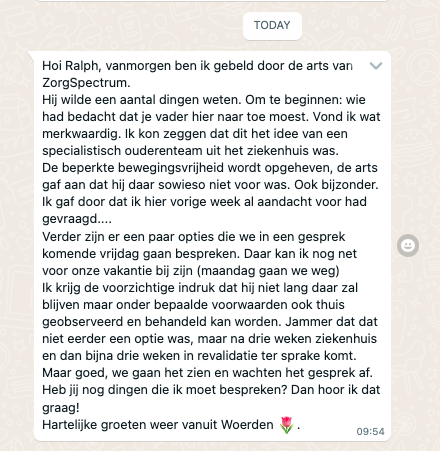 TODAY
Hoi Ralph, vanmorgen ben ik gebeld door de arts van
ZorgSpectrum.
Hij wilde een aantal dingen weten. Om te beginnen: wie
had bedacht dat je vader hier naar toe moest. Vond ik wat
merkwaardig. Ik kon zeggen dat dit het idee van een
specialistisch ouderenteam uit het ziekenhuis was.
De beperkte bewegingsvrijheid wordt opgeheven, de arts
gaf aan dat hij daar sowieso niet voor was. Ook bijzonder.
Ik gaf door dat ik hier vorige week al aandacht voor had
gevraagd....
Verder zijn er een paar opties die we in een gesprek
komende vrijdag gaan bespreken. Daar kan ik nog net
voor onze vakantie bij zijn (maandag gaan we weg)
Ik krijg de voorzichtige indruk dat hij niet lang daar zal
blijven maar onder bepaalde voorwaarden ook thuis
geobserveerd en behandeld kan worden. Jammer dat dat
niet eerder een optie was, maar na drie weken ziekenhuis
en dan bijna drie weken in revalidatie ter sprake komt.
Maar goed, we gaan het zien en wachten het gesprek af.
Heb jij nog dingen die ik moet bespreken? Dan hoor ik dat
graag!
Hartelijke groeten weer vanuit Woerden 🌷.
09:54